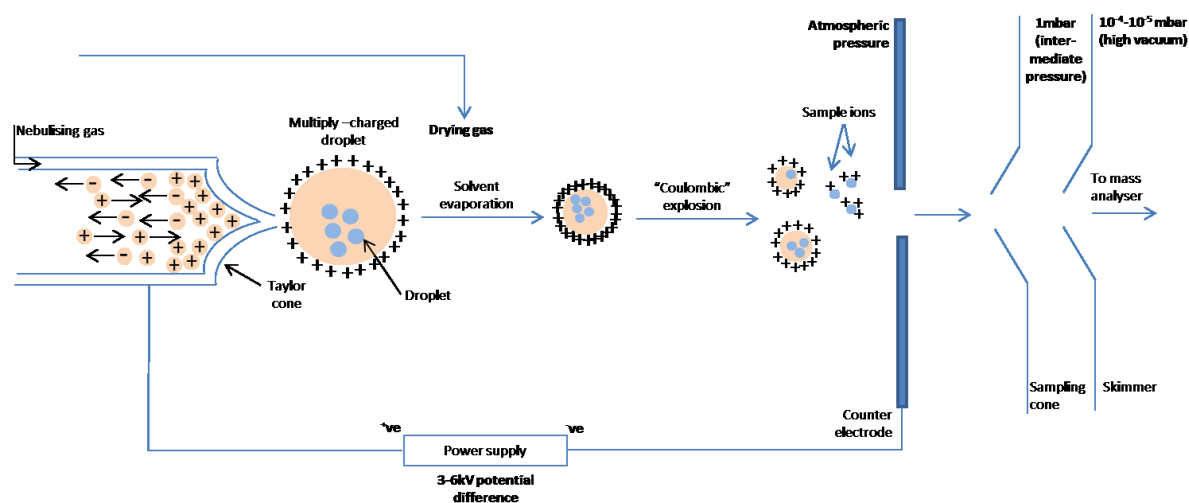 Atmospheric
pressure
1mbar
(inter-
mediate
pressure)
10⁻⁴-10⁻⁵ mbar
(high vacuum)
Nebulising gas
Multiply –charged
droplet
Drying gas
Sample ions
Solvent
evaporation
“Coulombic”
explosion
To mass
analyser
Taylor
cone
Droplet
Sampling
cone
Skimmer
Counter
electrode
⁺ve
⁻ve
Power supply
3-6kV potential
difference